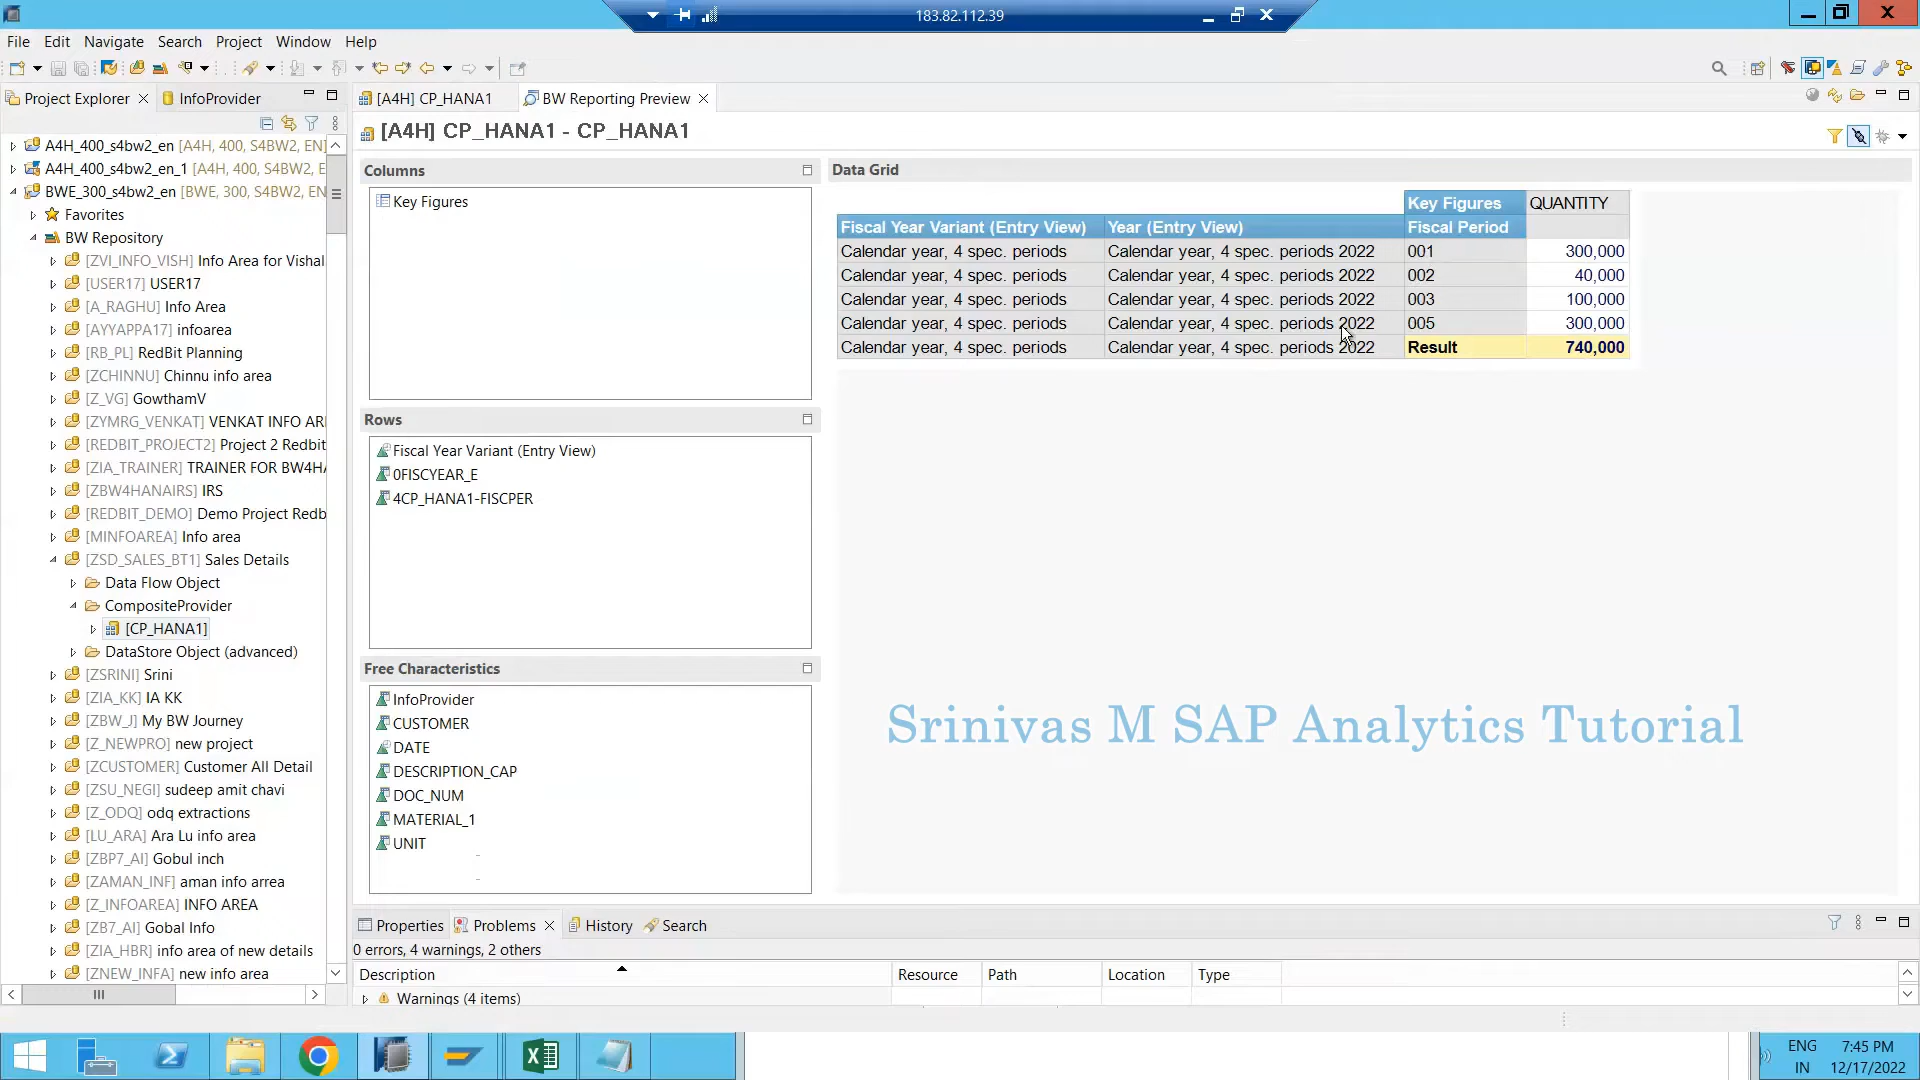 183.82.112.39
File Edit Navigate Search Project Window Help
Project Explorer InfoProvider
[A4H] CP_HANA1 BW Reporting Preview
A4H_400_s4bw2_en [A4H, 400, S4BW2, EN]
A4H_400_s4bw2_en_1 [A4H, 400, S4BW2, E
BWE_300_s4bw2_en [BWE, 300, S4BW2, EN
Favorites
BW Repository
[ZVI_INFO_VISH] Info Area for Vishal
[USER17] USER17
[A_RAGHU] Info Area
[AYYAPPA17] infoarea
[RB_PL] RedBit Planning
[ZCHINNU] Chinnu info area
[Z_VG] GowthamV
[ZYMRG_VENKAT] VENKAT INFO AR
[REDBIT_PROJECT2] Project 2 Redbit
[ZIA_TRAINER] TRAINER FOR BW4HA
[ZBW4HANAIRS] IRS
[REDBIT_DEMO] Demo Project Redb
[MINFOAREA] Info area
[ZSD_SALES_BT1] Sales Details
Data Flow Object
CompositeProvider
[CP_HANA1]
DataStore Object (advanced)
[ZSRINI] Srini
[ZIA_KK] IA KK
[ZBW_J] My BW Journey
[Z_NEWPRO] new project
[ZCUSTOMER] Customer All Detail
[ZSU_NEGI] sudeep amit chavi
[Z_ODQ] odq extractions
[LU_ARA] Ara Lu info area
[ZBP7_AI] Gobul inch
[ZAMAN_INF] aman info arrea
[Z_INFOAREA] INFO AREA
[ZB7_AI] Gobal Info
[ZIA_HBR] info area of new details
[ZNEW_INFA] new info area
[A4H] CP_HANA1 - CP_HANA1
Columns
Key Figures
Rows
Fiscal Year Variant (Entry View)
0FISCYEAR_E
4CP_HANA1-FISCPER
Free Characteristics
InfoProvider
CUSTOMER
DATE
DESCRIPTION_CAP
DOC_NUM
MATERIAL_1
UNIT
Data Grid
Key Figures QUANTITY
Fiscal Year Variant (Entry View) Year (Entry View) Fiscal Period
Calendar year, 4 spec. periods Calendar year, 4 spec. periods 2022 001 300,000
Calendar year, 4 spec. periods Calendar year, 4 spec. periods 2022 002 40,000
Calendar year, 4 spec. periods Calendar year, 4 spec. periods 2022 003 100,000
Calendar year, 4 spec. periods Calendar year, 4 spec. periods 2022 005 300,000
Calendar year, 4 spec. periods Calendar year, 4 spec. periods 2022 Result 740,000
Srinivas M SAP Analytics Tutorial
Properties Problems History Search
0 errors, 4 warnings, 2 others
Description Resource Path Location Type
Warnings (4 items)
ENG 7:45 PM
IN 12/17/2022